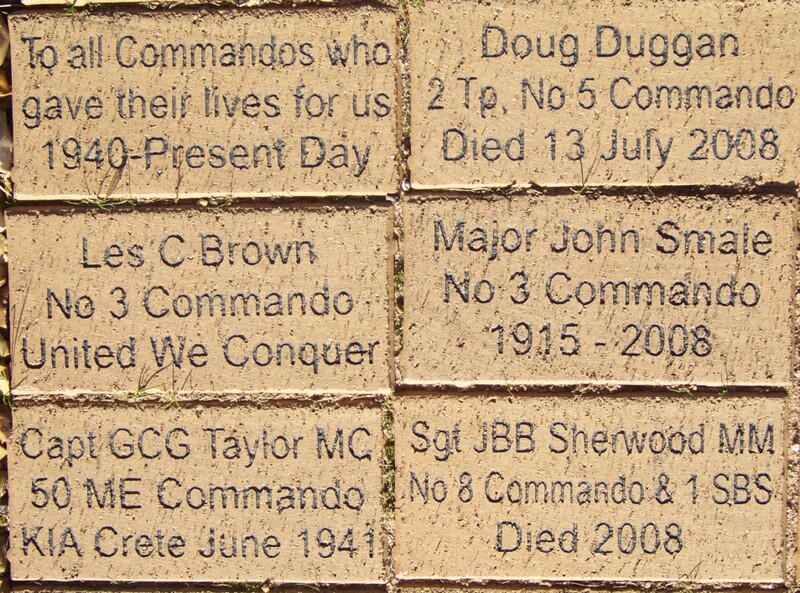 To all Commandos who
gave their lives for us
1940-Present Day
Doug Duggan
2 Tp, No 5 Commando
Died 13 July 2008
Les C Brown
No 3 Commando
United We Conquer
Major John Smale
No 3 Commando
1915 - 2008
Capt GCG Taylor MC
50 ME Commando
KIA Crete June 1941
Sgt JBB Sherwood MM
No 8 Commando & 1 SBS
Died 2008